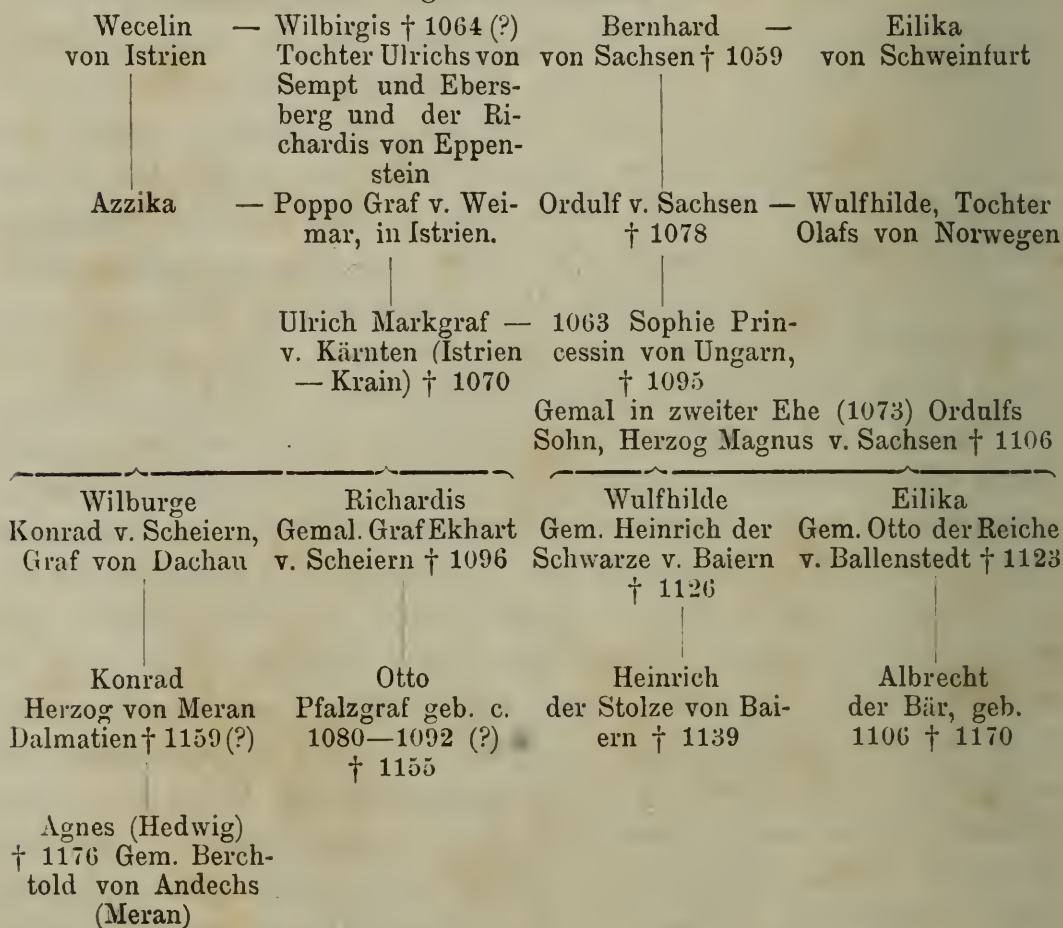 Wecelin — Wilbirgis † 1064 (?) Bernhard — Eilika
von Istrien Tochter Ulrichs von von Sachsen † 1059 von Schweinfurt
Sempt und Ebers-
berg und der Ri-
chardis von Eppen-
stein
Azzika — Poppo Graf v. Wei- Ordulf v. Sachsen — Wulfhilde, Tochter
mar, in Istrien. † 1078 Olafs von Norwegen
Ulrich Markgraf — 1063 Sophie Prin-
v. Kärnten (Istrien cessin von Ungarn,
— Krain) † 1070 † 1095
Gemal in zweiter Ehe (1073) Ordulfs
Sohn, Herzog Magnus v. Sachsen † 1106
Wilburge Richardis Wulfhilde Eilika
Konrad v. Scheiern, Gemal. Graf Ekhart Gem. Heinrich der Gem. Otto der Reiche
Graf von Dachau v. Scheiern † 1096 Schwarze v. Baiern v. Ballenstedt † 1123
† 1126
Konrad Otto Heinrich Albrecht
Herzog von Meran Pfalzgraf geb. c. der Stolze von Bai- der Bär, geb.
Dalmatien † 1159 (?) 1080—1092 (?) ern † 1139 1106 † 1170
† 1155
Agnes (Hedwig)
† 1176 Gem. Berch-
told von Andechs
(Meran)